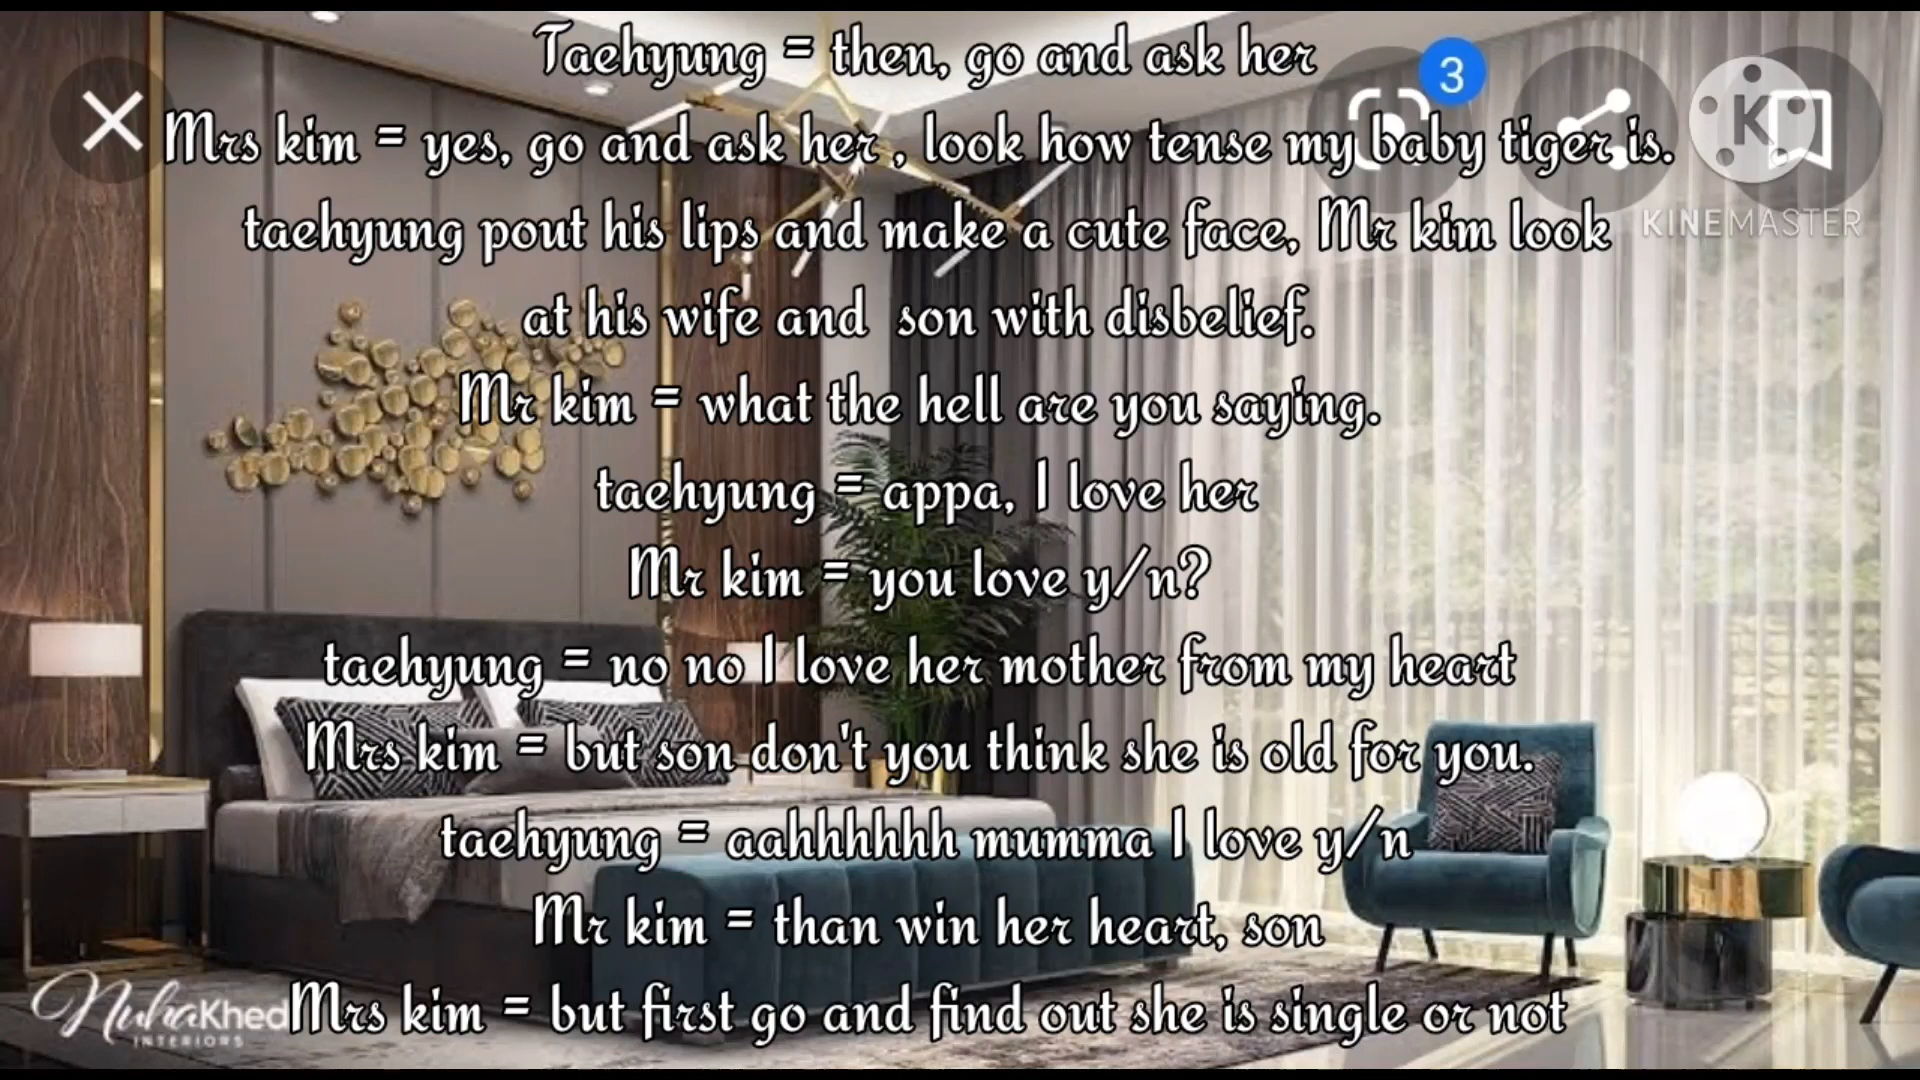 Taehyung = then, go and ask her
3
Mrs kim = yes, go and ask her , look how tense my baby tiger is.
K
KINEMASTER
taehyung pout his lips and make a cute face, Mr kim look
at his wife and son with disbelief.
Mr kim = what the hell are you saying.
taehyung = appa, I love her
Mr kim = you love y/n?
taehyung = no no I love her mother from my heart
Mrs kim = but son don't you think she is old for you.
taehyung = aahhhhhh mumma I love y/n
Mr kim = than win her heart, son
Mrs kim = but first go and find out she is single or not
NuhaKhed
INTERIORS